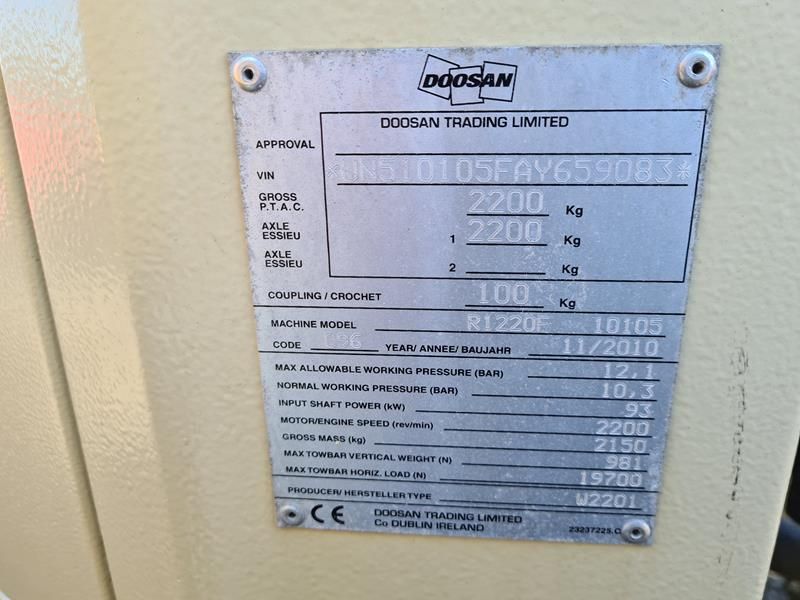 DOOSAN
DOOSAN TRADING LIMITED
APPROVAL
VIN *UN510105FAY659083*
GROSS P.T.A.C. 2200 Kg
AXLE ESSIEU 1 2200 Kg
AXLE ESSIEU 2 Kg
COUPLING / CROCHET 100 Kg
MACHINE MODEL R1220F 10105
CODE YEAR/ ANNEE/ BAUJAHR 11/2010
MAX ALLOWABLE WORKING PRESSURE (BAR) 12,1
NORMAL WORKING PRESSURE (BAR) 10,3
INPUT SHAFT POWER (kW) 93
MOTOR/ENGINE SPEED (rev/min) 2200
GROSS MASS (kg) 2150
MAX TOWBAR VERTICAL WEIGHT (N) 981
MAX TOWBAR HORIZ. LOAD (N) 19700
PRODUCER/ HERSTELLER TYPE W2201
CE DOOSAN TRADING LIMITED
Co DUBLIN IRELAND